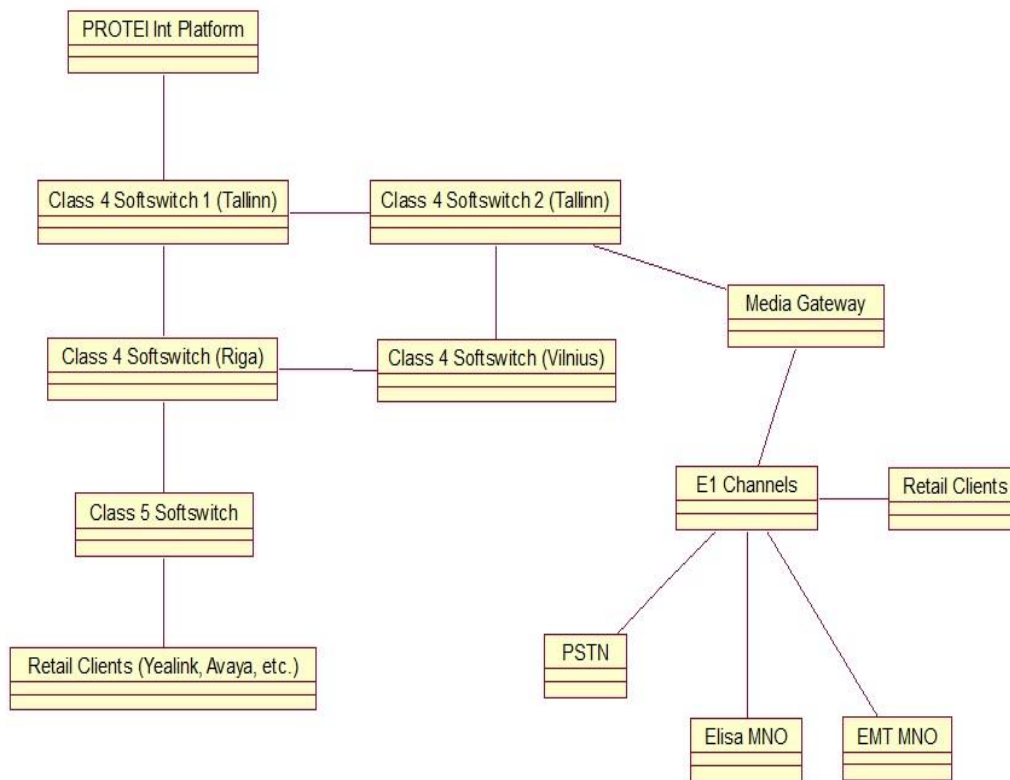 PROTEI Int Platform
Class 4 Softswitch 1 (Tallinn)
Class 4 Softswitch 2 (Tallinn)
Media Gateway
Class 4 Softswitch (Riga)
Class 4 Softswitch (Vilnius)
E1 Channels
Retail Clients
Class 5 Softswitch
PSTN
Retail Clients (Yealink, Avaya, etc.)
Elisa MNO
EMT MNO